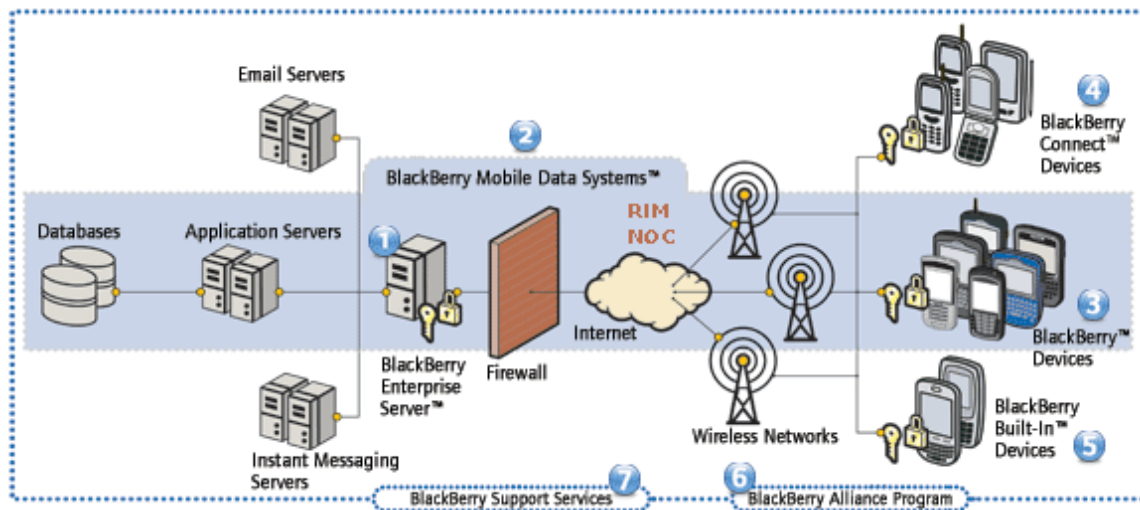 Email Servers
2
BlackBerry Mobile Data Systems™
4
BlackBerry
Connect™
Devices
Databases
Application Servers
1
RIM
NOC
Internet
3
BlackBerry™
Devices
BlackBerry
Enterprise
Server™
Firewall
Instant Messaging
Servers
Wireless Networks
BlackBerry
Built-In™
Devices
5
BlackBerry Support Services
7
6
BlackBerry Alliance Program